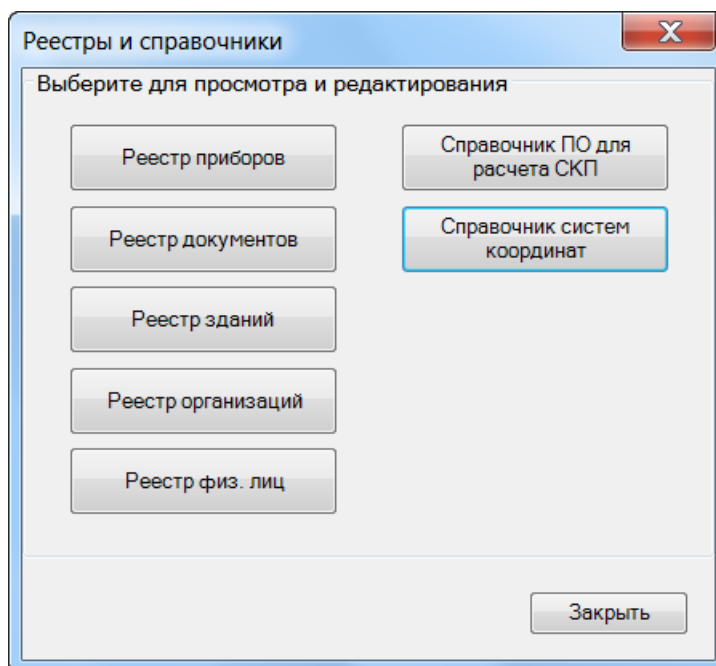 Реестры и справочники
Выберите для просмотра и редактирования
Реестр приборов
Справочник ПО для
расчета СКП
Реестр документов
Справочник систем
координат
Реестр зданий
Реестр организаций
Реестр физ. лиц
Закрыть